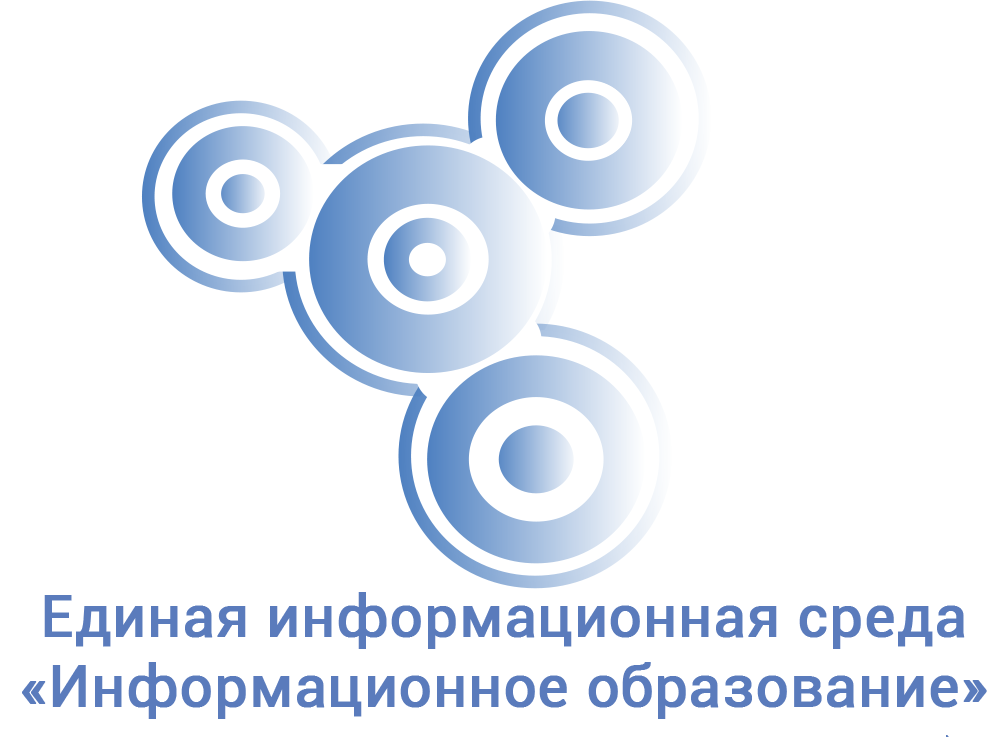 Единая информационная среда
«Информационное образование»